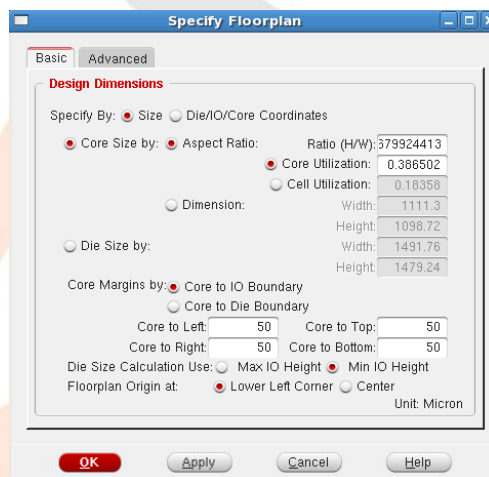 Specify Floorplan
Basic Advanced
Design Dimensions
Specify By: Size Die/IO/Core Coordinates
Core Size by: Aspect Ratio: Ratio (H/W): 679924413
Core Utilization: 0.386502
Cell Utilization: 0.18358
Dimension: Width: 1111.3
Height: 1098.72
Die Size by: Width: 1491.76
Height: 1479.24
Core Margins by: Core to IO Boundary
Core to Die Boundary
Core to Left: 50 Core to Top: 50
Core to Right: 50 Core to Bottom: 50
Die Size Calculation Use: Max IO Height Min IO Height
Floorplan Origin at: Lower Left Corner Center
Unit: Micron
OK Apply Cancel Help